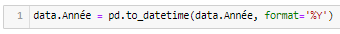 1 data.Année = pd.to_datetime(data.Année, format='%Y')